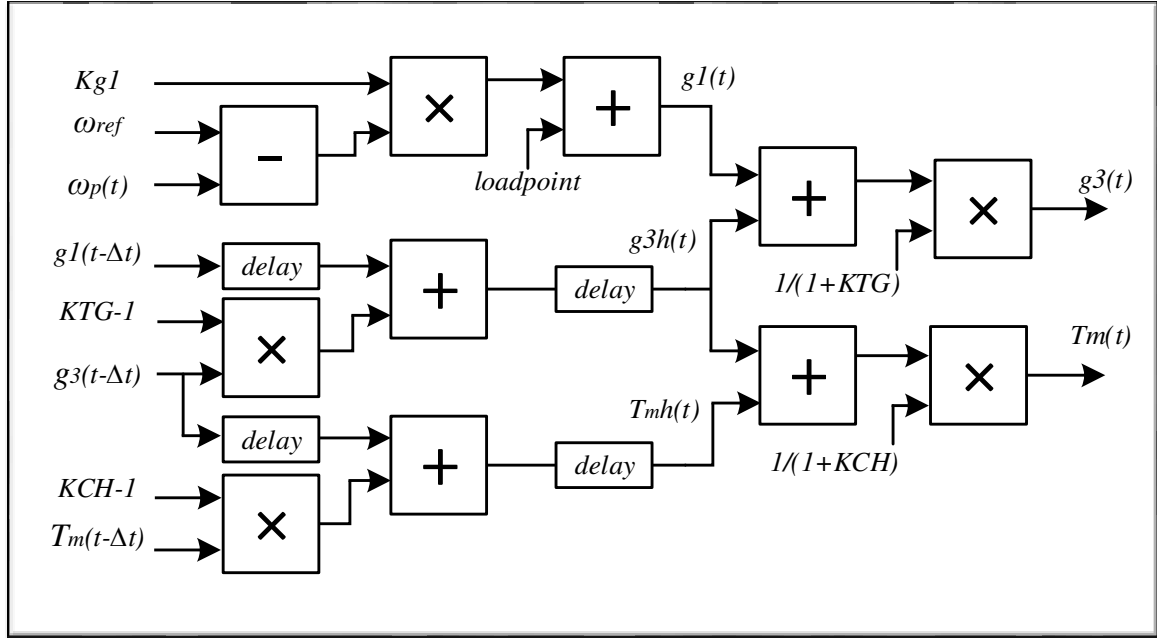 Kg1
ωref
ωp(t)
×
-
+
loadpoint
g1(t)
g1(t-Δt)
delay
KTG-1
×
g3(t-Δt)
+
delay
g3h(t)
+
×
g3(t)
1/(1+KTG)
delay
+
delay
Tmh(t)
KCH-1
×
Tm(t-Δt)
+
×
Tm(t)
1/(1+KCH)